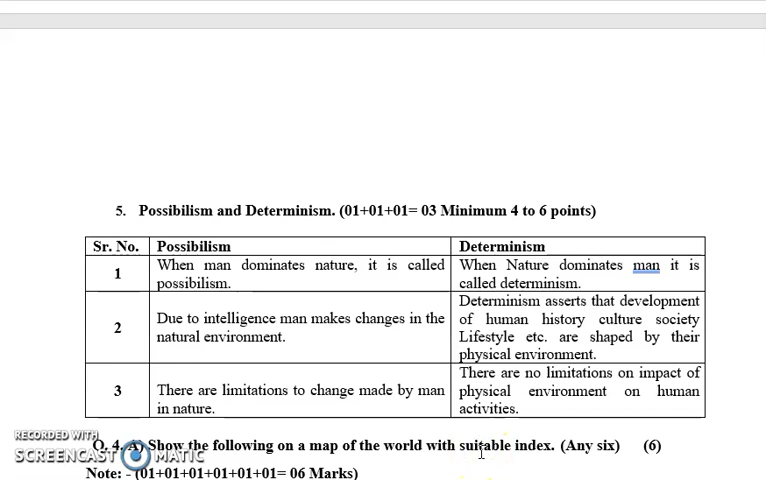 5. Possibilism and Determinism. (01+01+01= 03 Minimum 4 to 6 points)
Sr. No. Possibilism Determinism
1 When man dominates nature, it is called possibilism. When Nature dominates man it is called determinism.
2 Due to intelligence man makes changes in the natural environment. Determinism asserts that development of human history culture society Lifestyle etc. are shaped by their physical environment.
3 There are limitations to change made by man in nature. There are no limitations on impact of physical environment on human activities.
RECORDED WITH
SCREENCAST MATIC
Q. 4. A) Show the following on a map of the world with suitable index. (Any six) (6)
Note: - (01+01+01+01+01+01= 06 Marks)